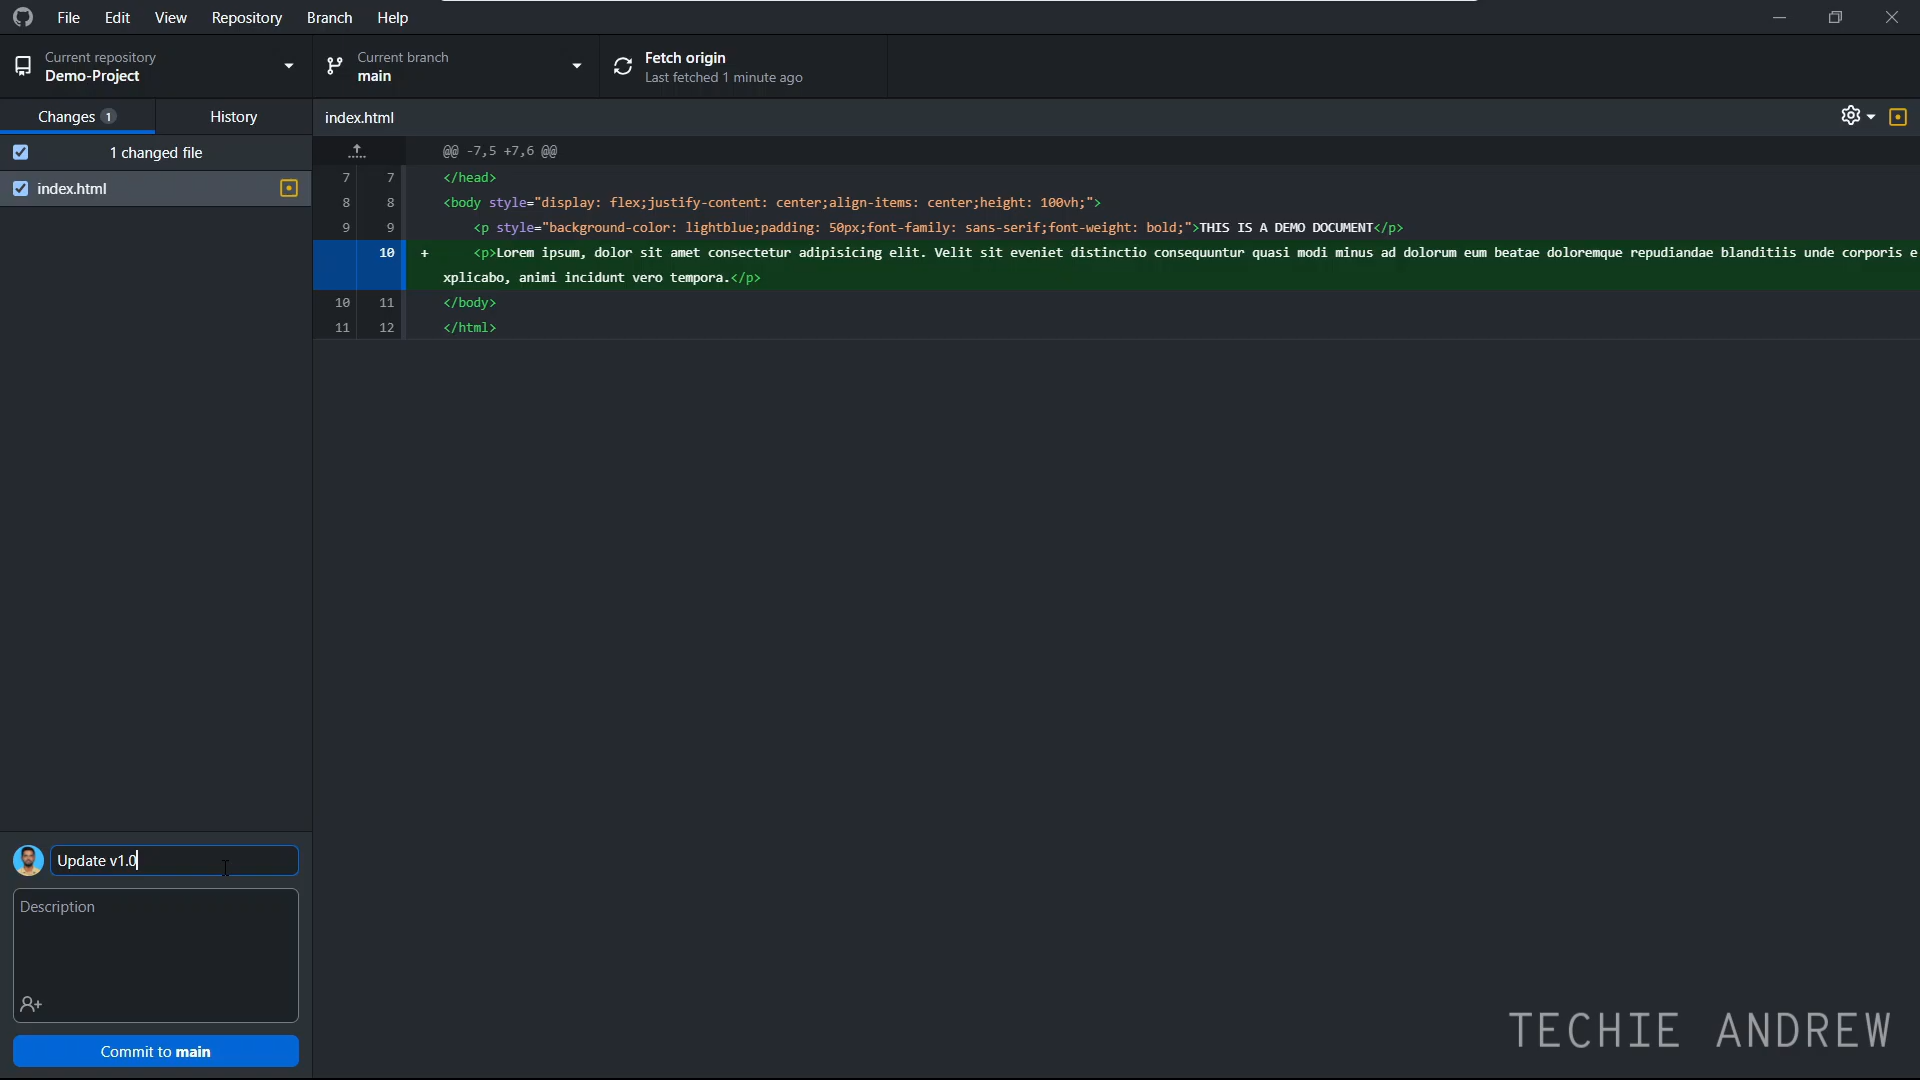 File Edit View Repository Branch Help
Current repository
Demo-Project
Current branch
main
Fetch origin
Last fetched 1 minute ago
Changes 1
History
index.html
1 changed file
index.html
@@ -7,5 +7,6 @@
7 7 </head>
8 8 <body style="display: flex;justify-content: center;align-items: center;height: 100vh;">
9 9 <p style="background-color: lightblue;padding: 50px;font-family: sans-serif;font-weight: bold;">THIS IS A DEMO DOCUMENT</p>
10 + <p>Lorem ipsum, dolor sit amet consectetur adipisicing elit. Velit sit eveniet distinctio consequuntur quasi modi minus ad dolorum eum beatae doloremque repudiandae blanditiis unde corporis e
xplicabo, animi incidunt vero tempora.</p>
10 11 </body>
11 12 </html>
Update v1.0
Description
Commit to main
TECHIE ANDREW